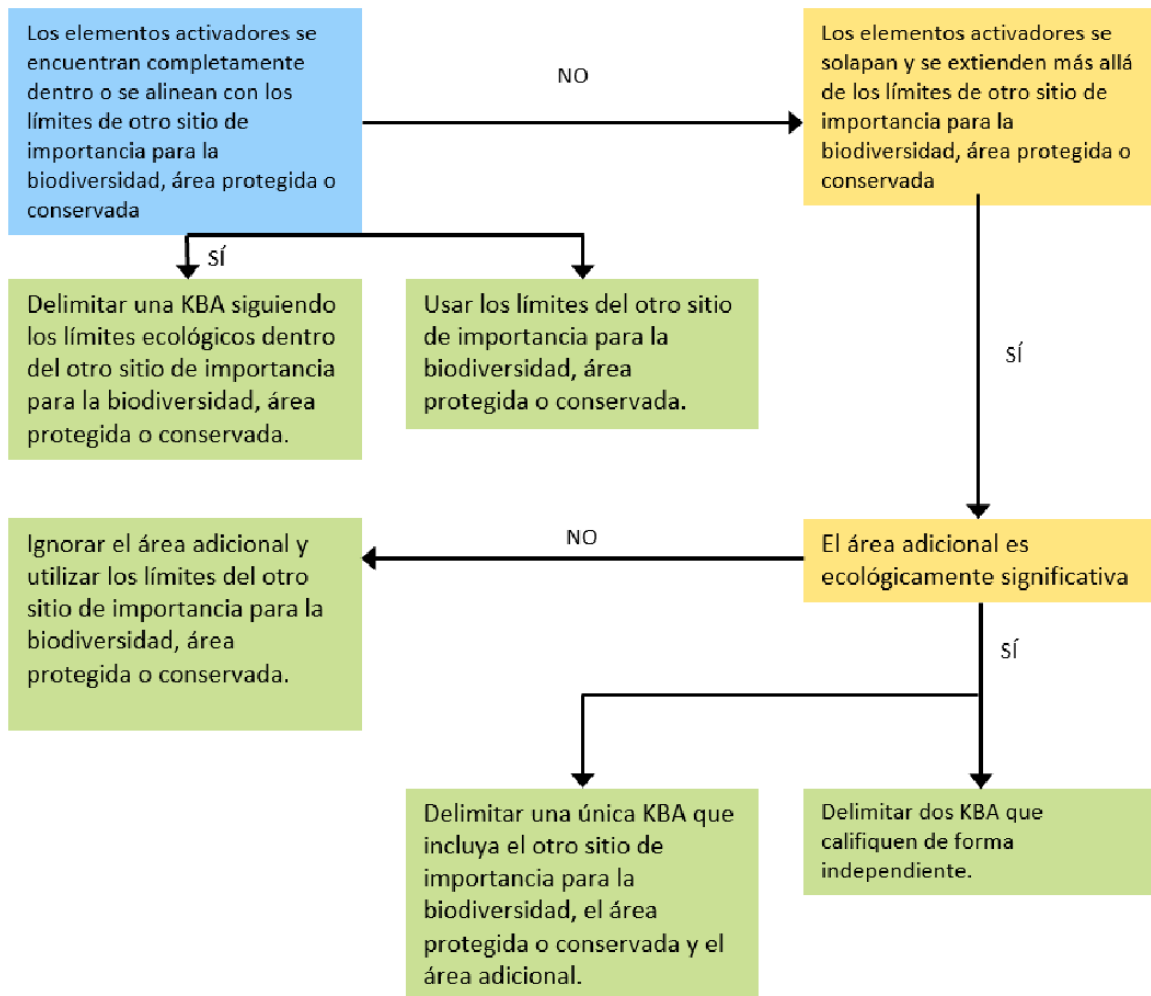 Los elementos activadores se
encuentran completamente
dentro o se alinean con los
límites de otro sitio de
importancia para la
biodiversidad, área protegida o
conservada
NO
Los elementos activadores se
solapan y se extienden más allá
de los límites de otro sitio de
importancia para la
biodiversidad, área protegida o
conservada
SÍ
Delimitar una KBA siguiendo
los límites ecológicos dentro
del otro sitio de importancia
para la biodiversidad, área
protegida o conservada.
Usar los límites del otro sitio
de importancia para la
biodiversidad, área
protegida o conservada.
SÍ
Ignorar el área adicional y
utilizar los límites del otro
sitio de importancia para la
biodiversidad, área
protegida o conservada.
NO
El área adicional es
ecológicamente significativa
SÍ
Delimitar una única KBA que
incluya el otro sitio de
importancia para la
biodiversidad, el área
protegida o conservada y el
área adicional.
Delimitar dos KBA que
califiquen de forma
independiente.